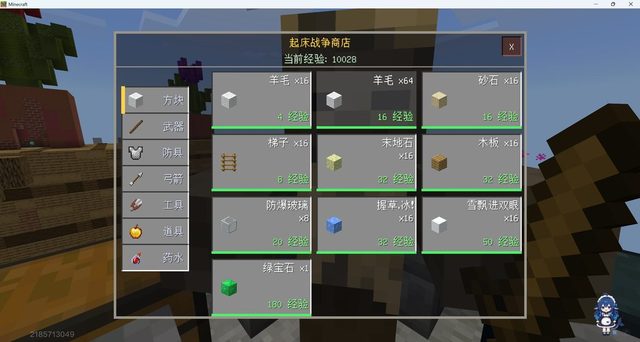 Minecraft
起床战争商店
当前经验: 10028
x
方块
武器
防具
弓箭
工具
道具
药水
羊毛 x16
4 经验
羊毛 x64
16 经验
砂石 x16
16 经验
梯子 x16
8 经验
末地石
x16
32 经验
木板 x16
32 经验
防爆玻璃
x8
20 经验
握草,冰!
x16
32 经验
雪飘进双眼
x16
50 经验
绿宝石 x1
180 经验
2185713049